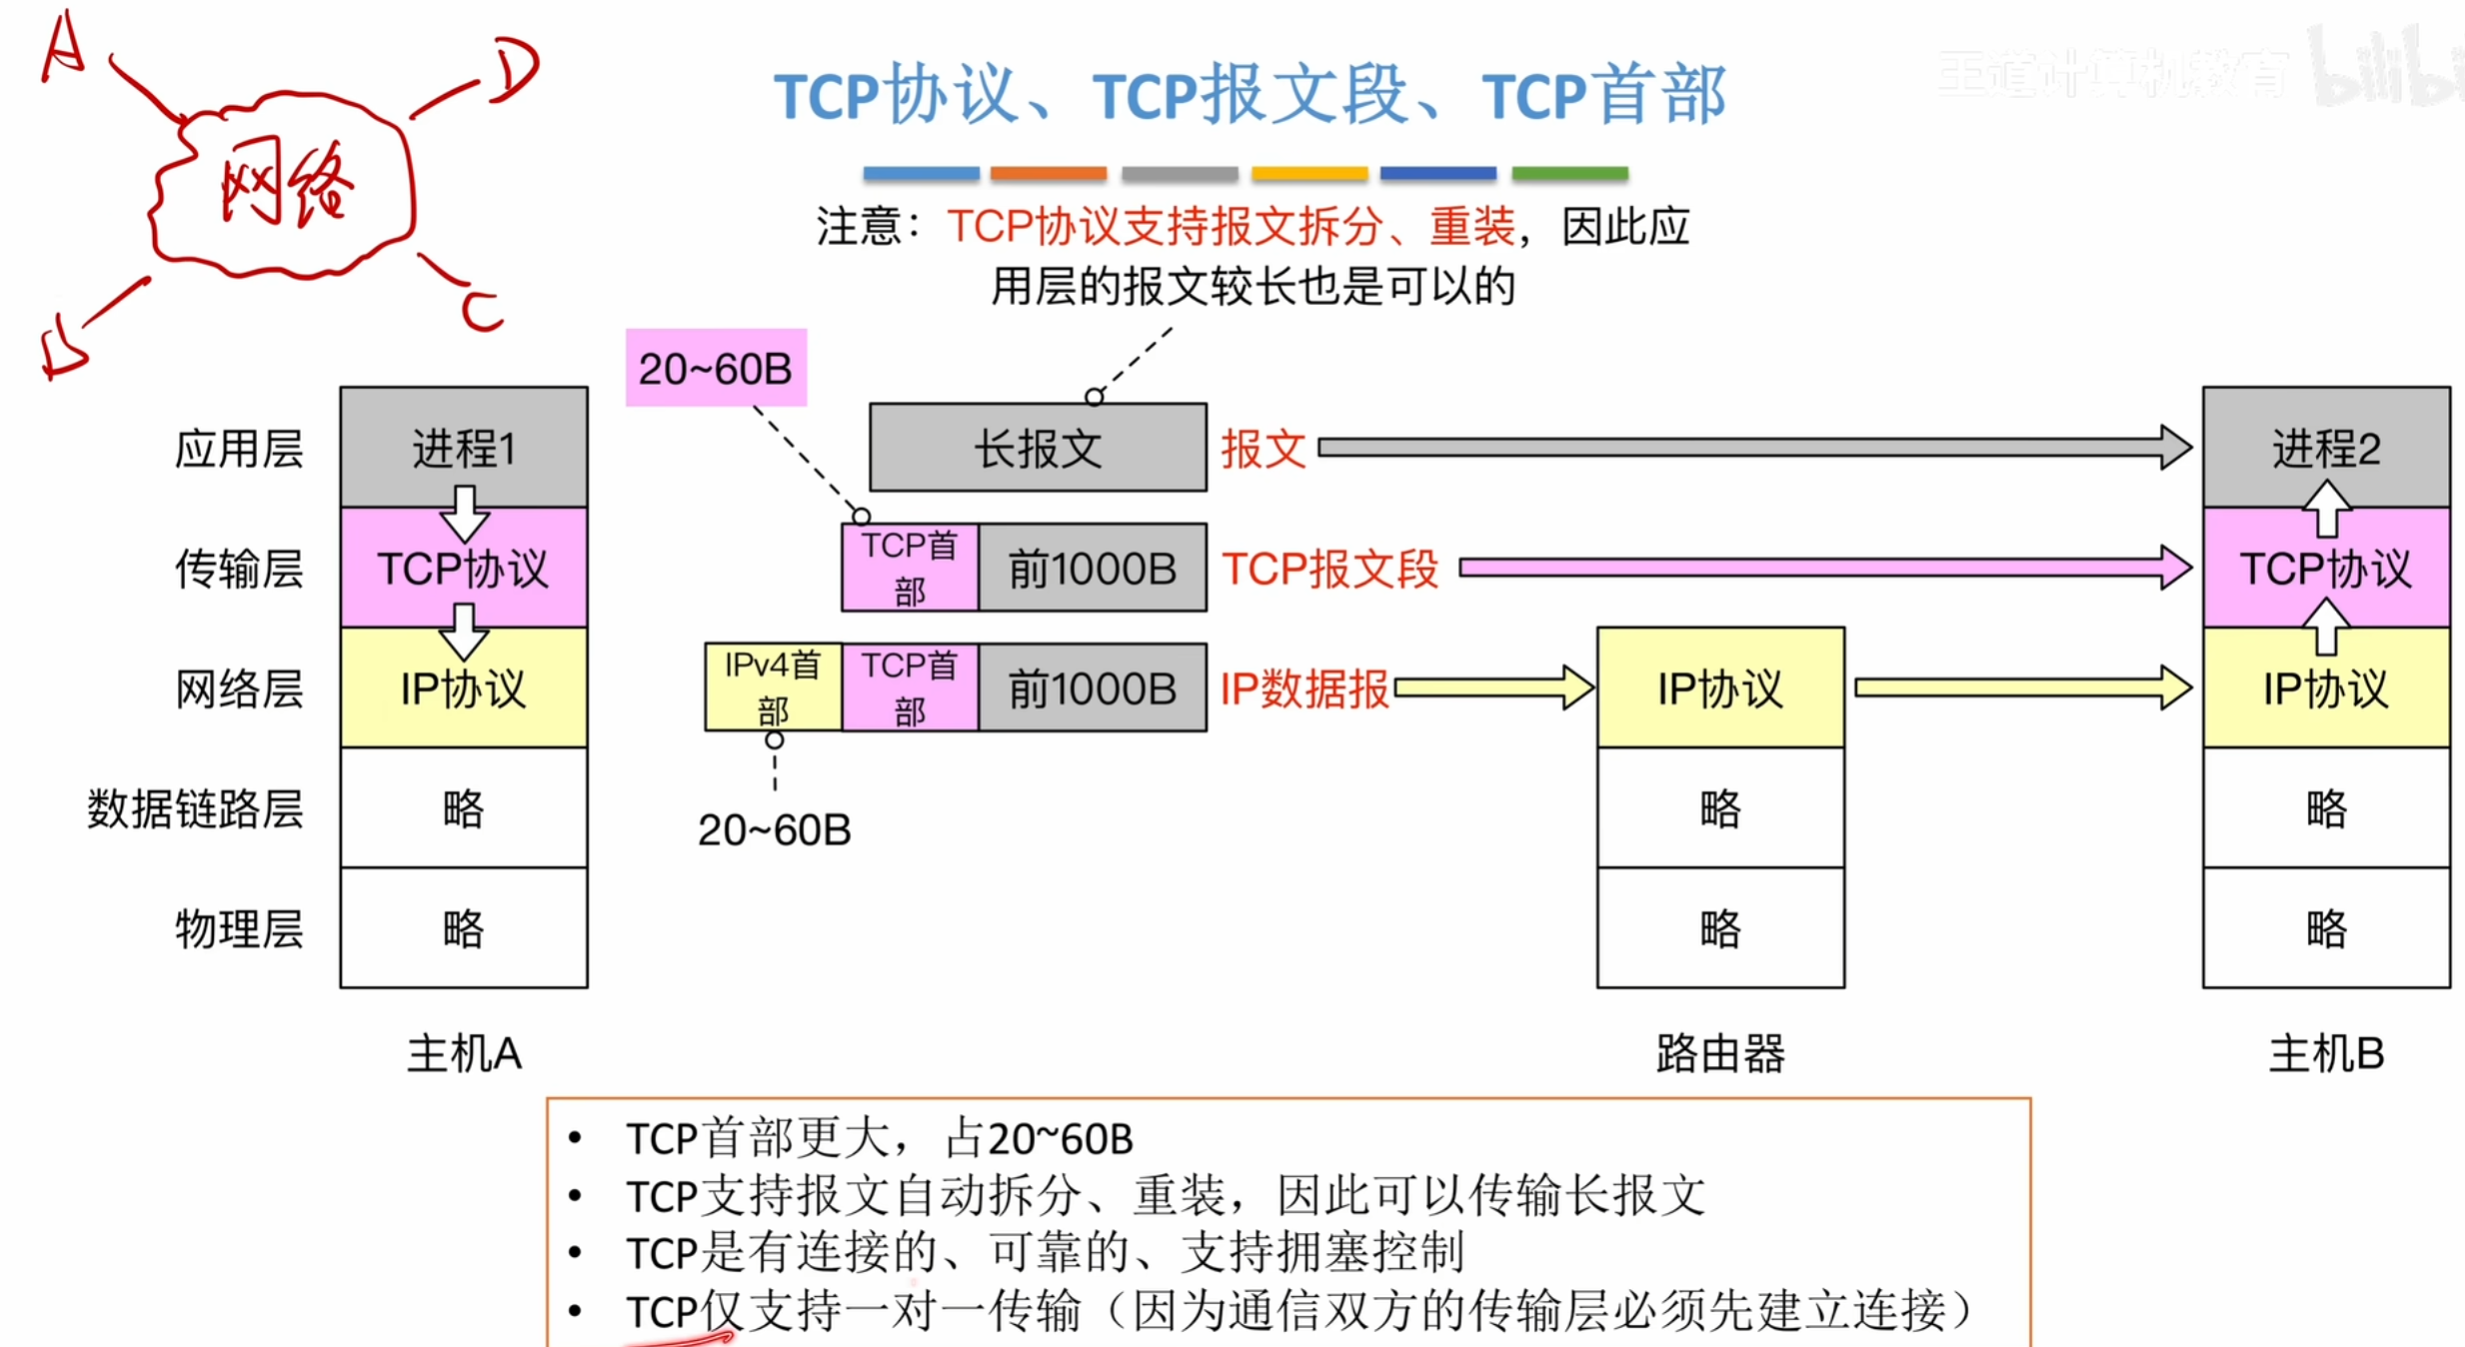 A
D
网络
C
B
王道计算机教育
bilibi
TCP协议、TCP报文段、TCP首部
注意：TCP协议支持报文拆分、重装，因此应
用层的报文较长也是可以的
20~60B
应用层
进程1
长报文
报文
进程2
传输层
TCP协议
TCP首
部
前1000B
TCP报文段
TCP协议
网络层
IP协议
IPv4首
部
TCP首
部
前1000B
IP数据报
IP协议
IP协议
20~60B
数据链路层
略
略
略
物理层
略
略
略
主机A
路由器
主机B
• TCP首部更大，占20~60B
• TCP支持报文自动拆分、重装，因此可以传输长报文
• TCP是有连接的、可靠的、支持拥塞控制
• TCP仅支持一对一传输（因为通信双方的传输层必须先建立连接）